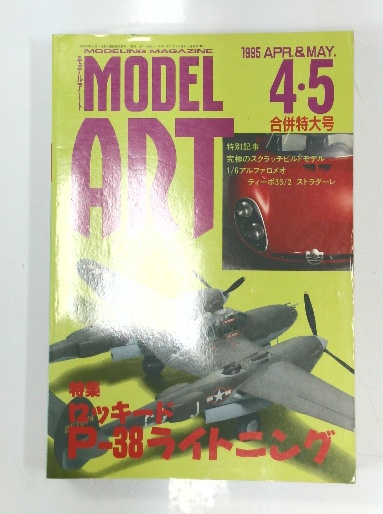 MODELING MAGAZINE
モデルアート
MODEL
ART
1995 APR.&MAY.
4・5
合併特大号
特別記事
究極のスクラッチビルドモデル
1/6アルファロメオ
ティーポ33/2 ストラダーレ
特集
ロッキード
P-38ライトニング